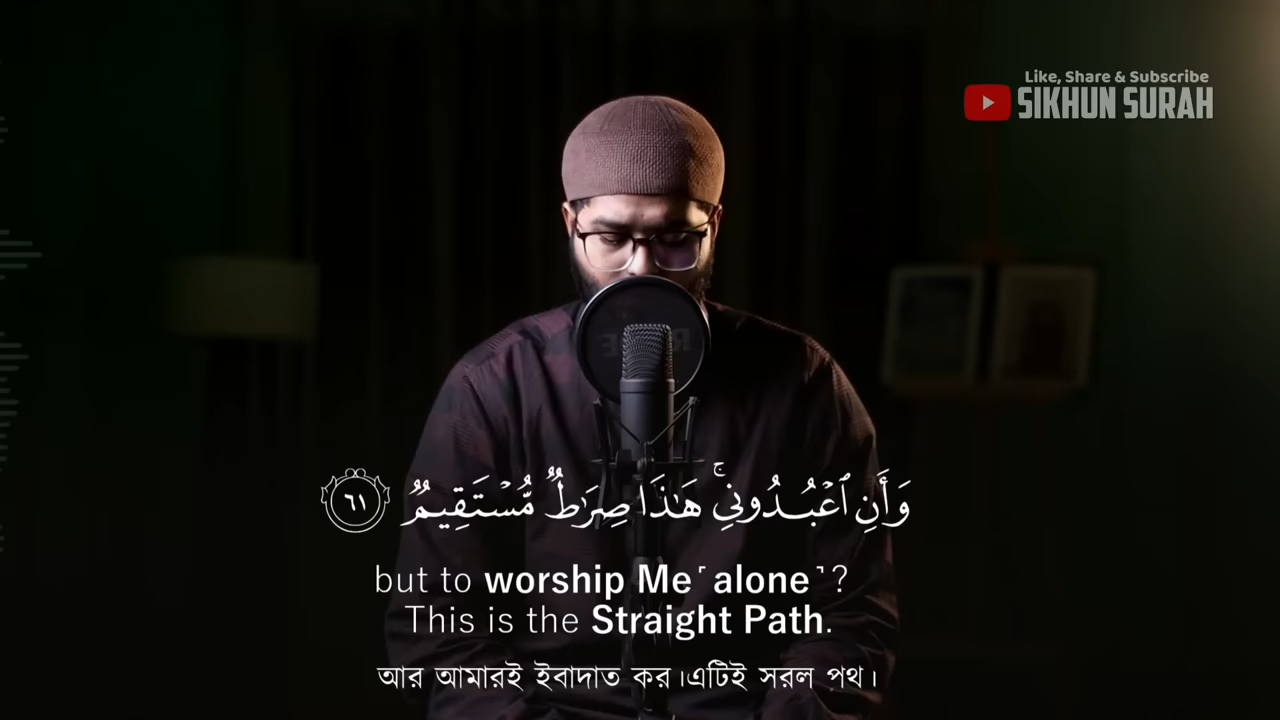 Like, Share & Subscribe
SIKHUN SURAH
وَأَنِ ٱعْبُدُونِى ۚ هَـٰذَا صِرَٰطٌ مُّسْتَقِيمٌ ٦١
but to worship Me ⸢alone⸣?
This is the Straight Path.
আর আমারই ইবাদাত কর।এটিই সরল পথ।